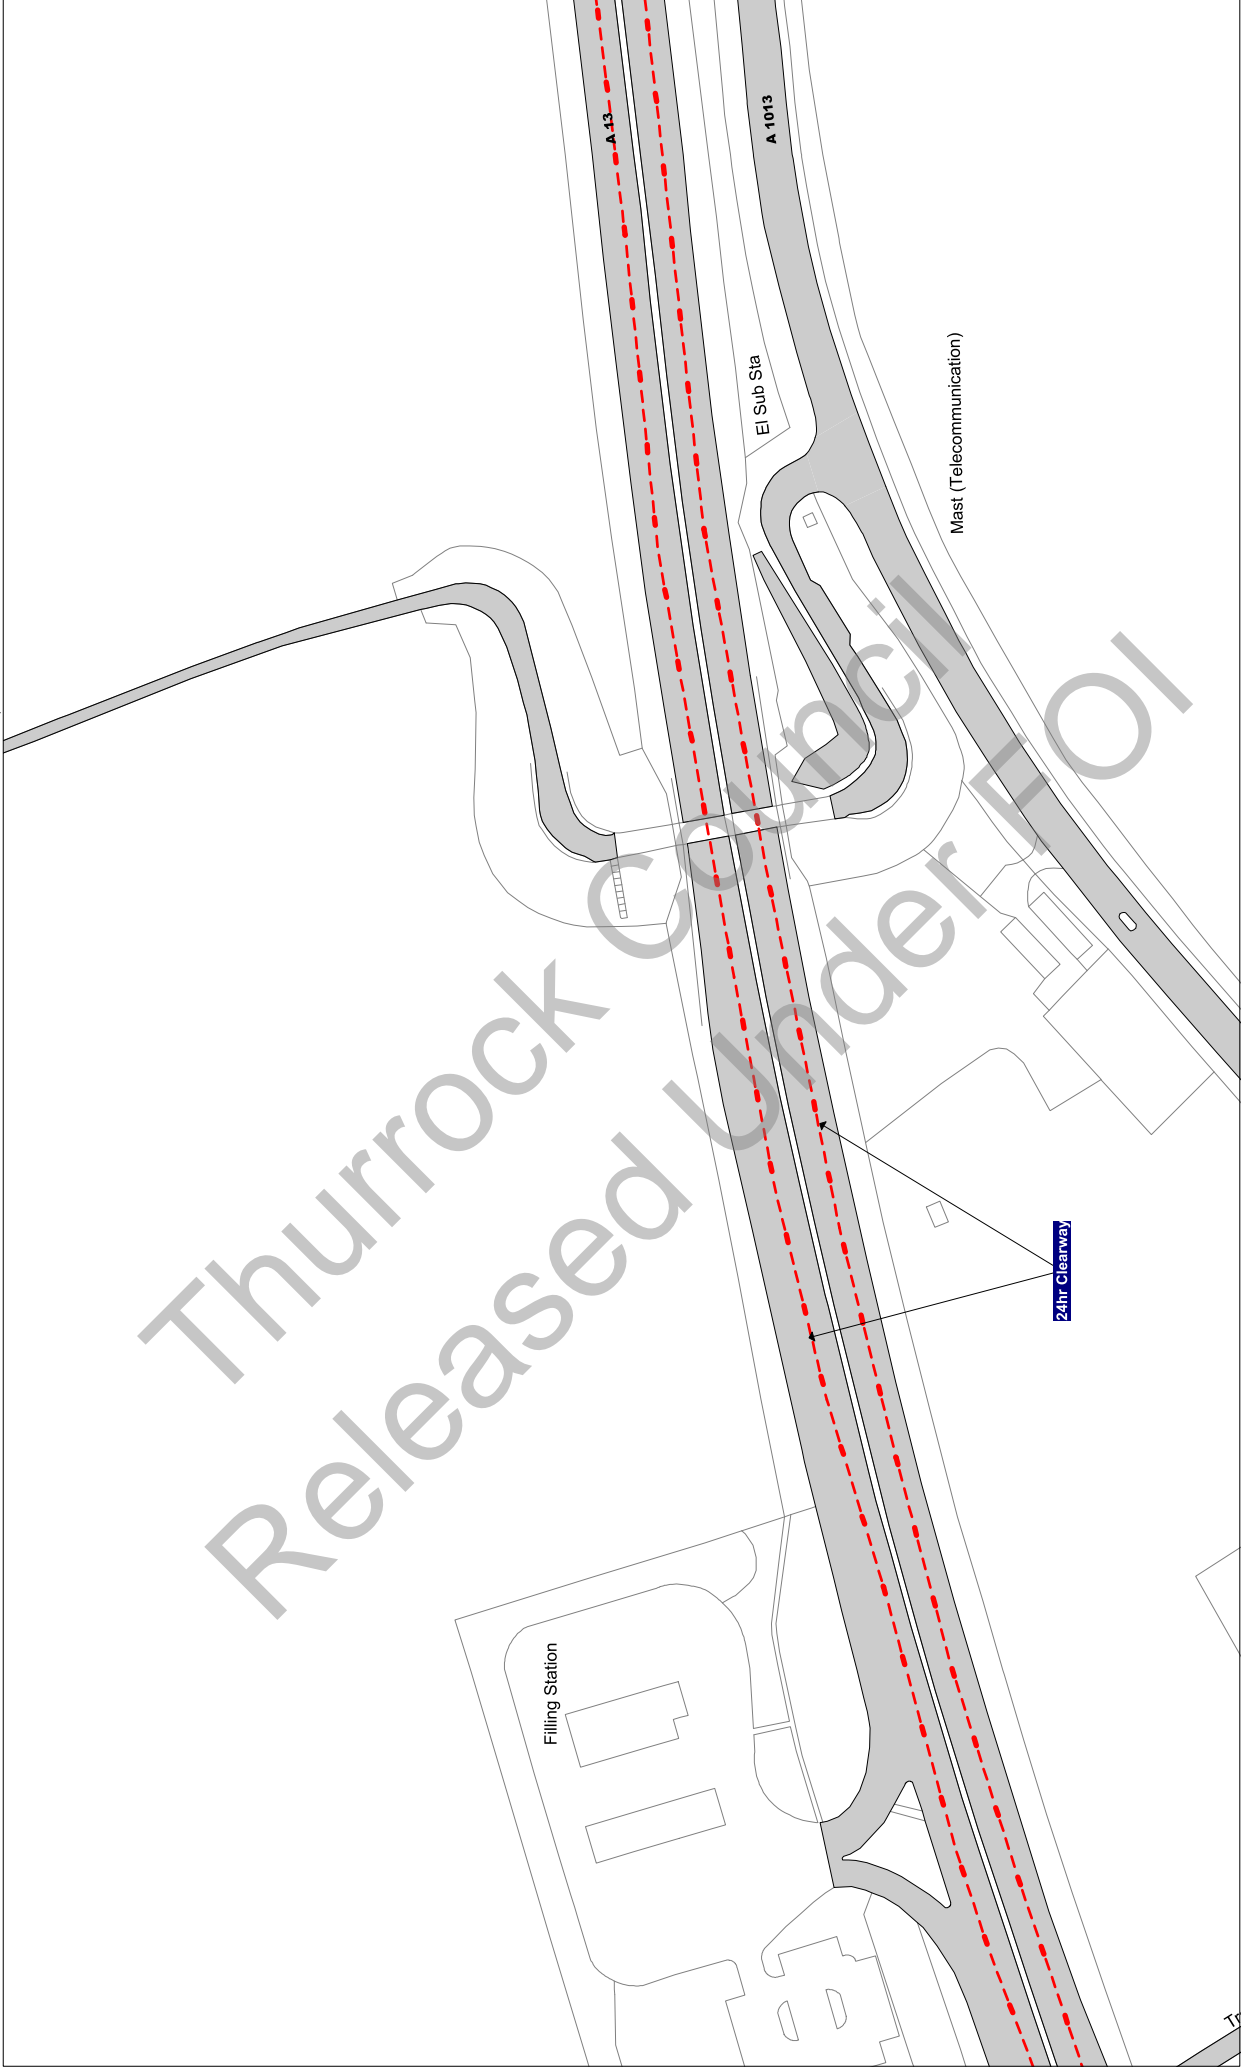 A 13
A 1013
El Sub Sta
Mast (Telecommunication)
Thurrock Council
Released Under FOI
24hr Clearway
Filling Station